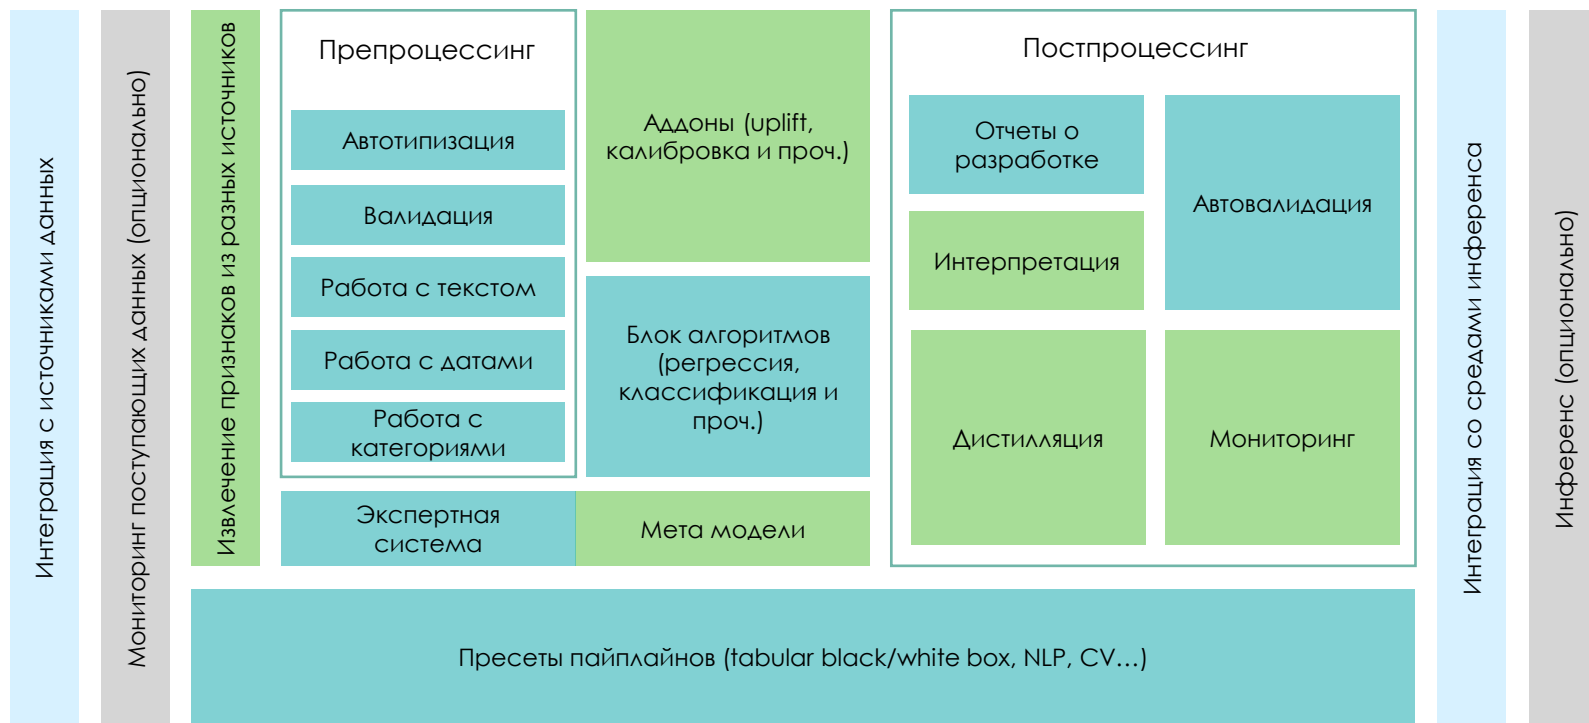 Интеграция с источниками данных
Мониторинг поступающих данных (опционально)
Извлечение признаков из разных источников
Препроцессинг
Автотипизация
Валидация
Работа с текстом
Работа с датами
Работа с
категориями
Аддоны (uplift,
калибровка и проч.)
Блок алгоритмов
(регрессия,
классификация и
проч.)
Экспертная
система
Мета модели
Постпроцессинг
Отчеты о
разработке
Автовалидация
Интерпретация
Дистилляция
Мониторинг
Интеграция со средами инференса
Инференс (опционально)
Пресеты пайплайнов (tabular black/white box, NLP, CV…)